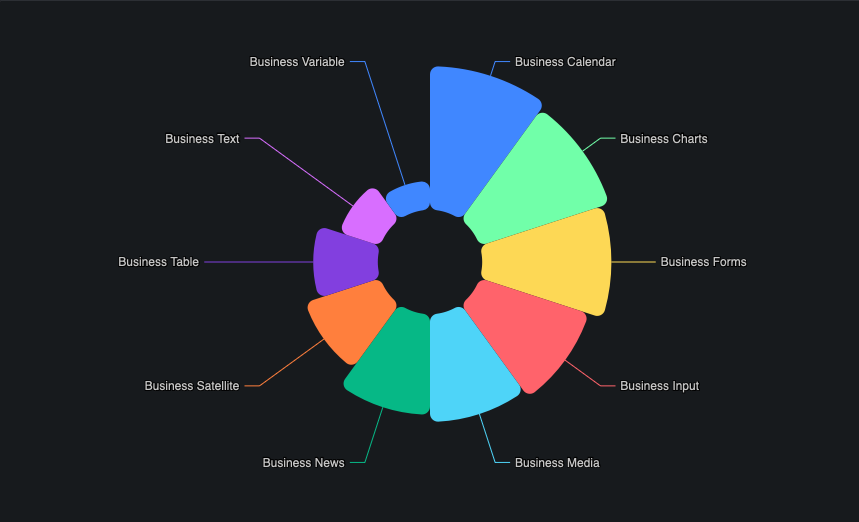 Business Variable
Business Calendar
Business Text
Business Charts
Business Table
Business Forms
Business Satellite
Business Input
Business News
Business Media